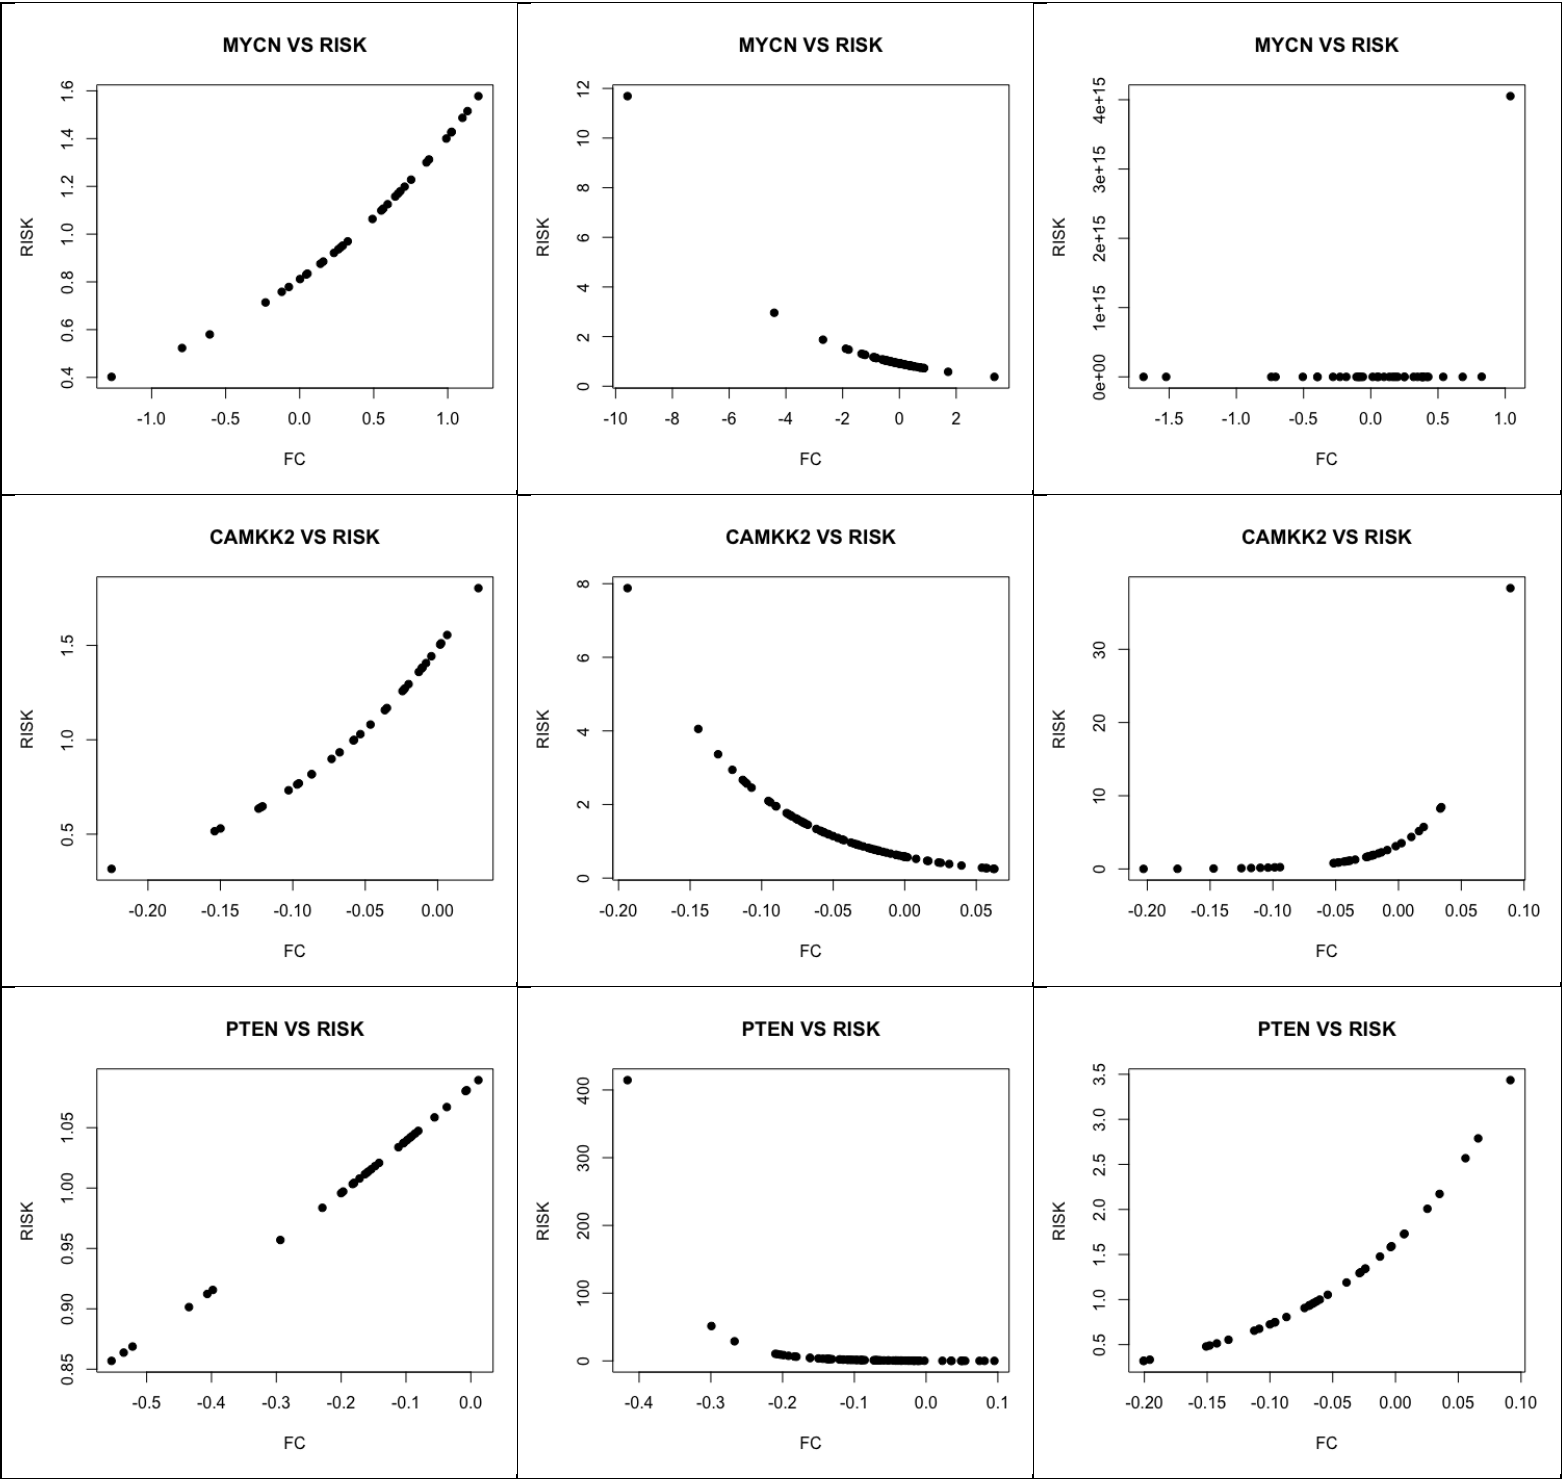 MYCN VS RISK
RISK
1.6
1.4
1.2
1.0
0.8
0.6
0.4
-1.0 -0.5 0.0 0.5 1.0
FC
MYCN VS RISK
RISK
12
10
8
6
4
2
0
-10 -8 -6 -4 -2 0 2
FC
MYCN VS RISK
RISK
4e+15
3e+15
2e+15
1e+15
0e+00
-1.5 -1.0 -0.5 0.0 0.5 1.0
FC
CAMKK2 VS RISK
RISK
1.5
1.0
0.5
-0.20 -0.15 -0.10 -0.05 0.00
FC
CAMKK2 VS RISK
RISK
8
6
4
2
0
-0.20 -0.15 -0.10 -0.05 0.00 0.05
FC
CAMKK2 VS RISK
RISK
30
20
10
0
-0.20 -0.15 -0.10 -0.05 0.00 0.05 0.10
FC
PTEN VS RISK
RISK
1.05
1.00
0.95
0.90
0.85
-0.5 -0.4 -0.3 -0.2 -0.1 0.0
FC
PTEN VS RISK
RISK
400
300
200
100
0
-0.4 -0.3 -0.2 -0.1 0.0 0.1
FC
PTEN VS RISK
RISK
3.5
3.0
2.5
2.0
1.5
1.0
0.5
-0.20 -0.15 -0.10 -0.05 0.00 0.05 0.10
FC